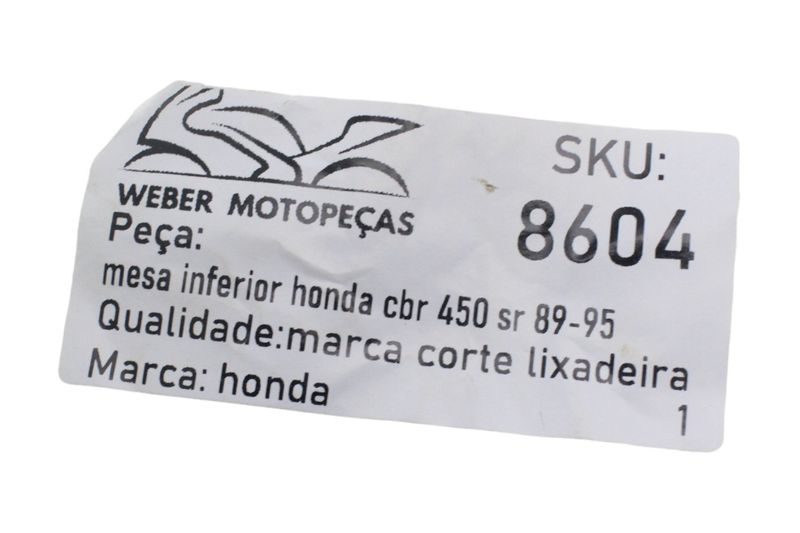 WEBER MOTOPEÇAS
SKU:
8604
Peça:
mesa inferior honda cbr 450 sr 89-95
Qualidade:marca corte lixadeira
Marca: honda
1